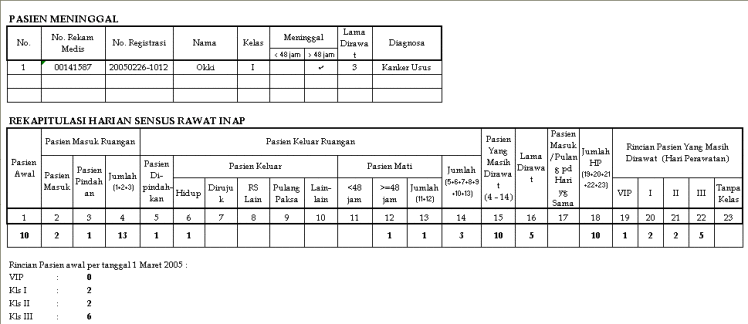 PASIEN MENINGGAL
No. No. Rekam Medis No. Registrasi Nama Kelas Meninggal Lama Dirawat Diagnosa
< 48 jam > 48 jam
1 00141587 20050226-1012 Okki I ✓ 3 Kanker Usus
REKAPITULASI HARIAN SENSUS RAWAT INAP
Pasien Awal Pasien Masuk Ruangan Pasien Keluar Ruangan Pasien Yang Masih Dirawat (4 - 14) Lama Dirawat Pasien Masuk /Pulang pd Hari yg Sama Jumlah HP (19+20+21+22+23) Rincian Pasien Yang Masih Dirawat (Hari Perawatan)
Pasien Masuk Pasien Pindahan Jumlah (1+2+3) Pasien Di-pindah-kan Pasien Keluar Pasien Mati Jumlah (5+6+7+8+9+10+13) VIP I II III Tanpa Kelas
Hidup Dirujuk RS Lain Pulang Paksa Lain-lain <48 jam >=48 jam Jumlah (11+12)
1 2 3 4 5 6 7 8 9 10 11 12 13 14 15 16 17 18 19 20 21 22 23
10 2 1 13 1 1 1 1 3 10 5 10 1 2 2 5
Rincian Pasien awal per tanggal 1 Maret 2005 :
VIP : 0
Kls I : 2
Kls II : 2
Kls III : 6